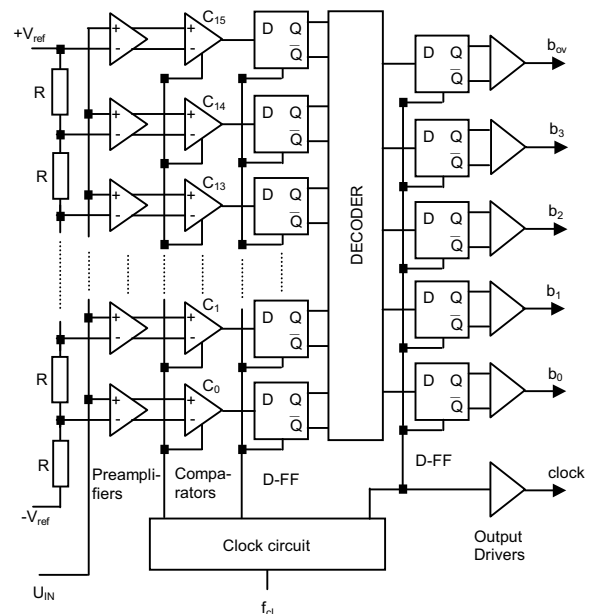 C15
+Vref
+
-
+
-
D Q
Q̅
D Q
Q̅
bov
R
C14
+
-
+
-
D Q
Q̅
D Q
Q̅
b3
R
C13
+
-
+
-
D Q
Q̅
DECODER
D Q
Q̅
b2
C1
+
-
+
-
D Q
Q̅
D Q
Q̅
b1
R
C0
+
-
+
-
D Q
Q̅
D Q
Q̅
b0
R
Preampli-
fiers
Compa-
rators
D-FF
D-FF
clock
-Vref
Clock circuit
Output
Drivers
UIN
fcl